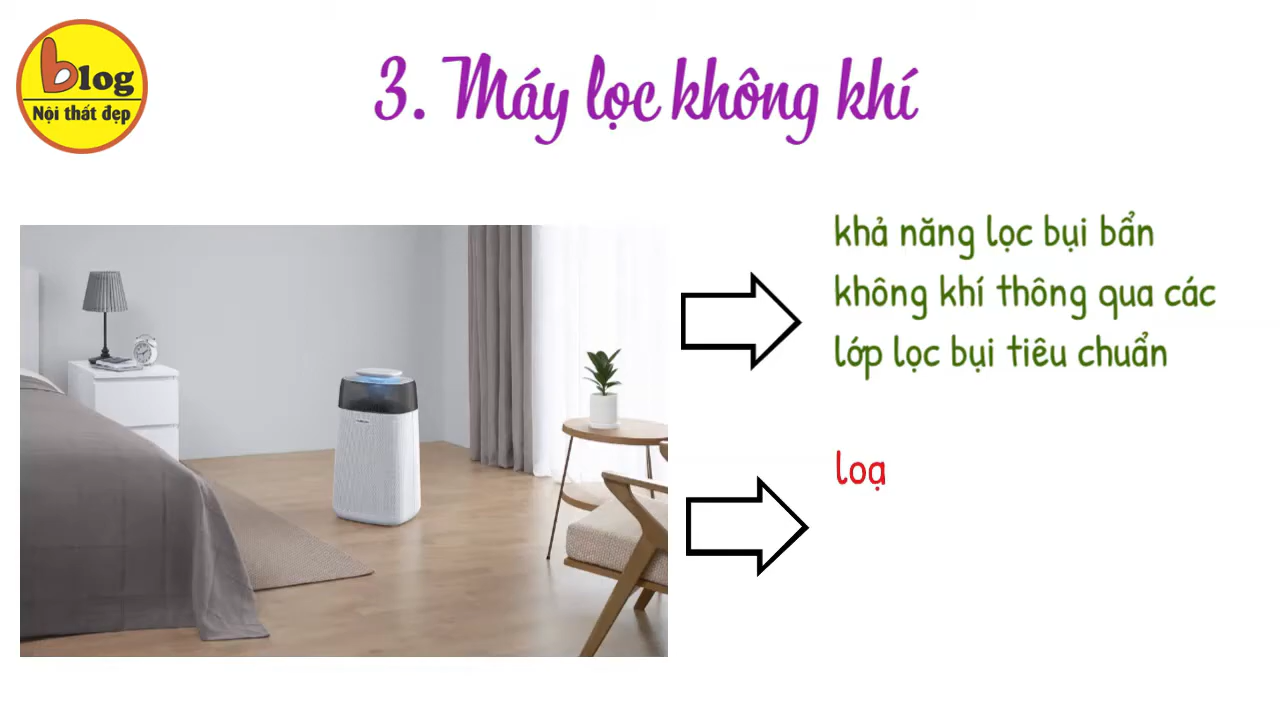 blog
Nội thất đẹp
3. Máy lọc không khí
khả năng lọc bụi bẩn
không khí thông qua các
lớp lọc bụi tiêu chuẩn
loạ